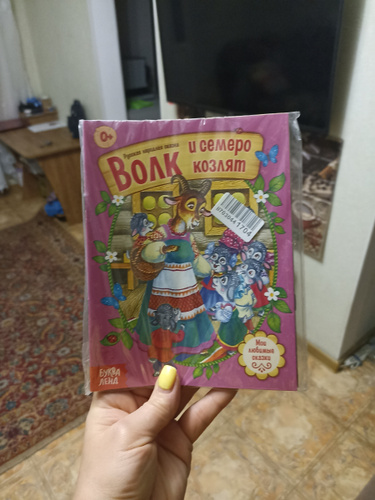 0+
Русская народная сказка
Волк
и семеро
козлят
Мои
любимые
сказки
БУКВА
ЛЕНД